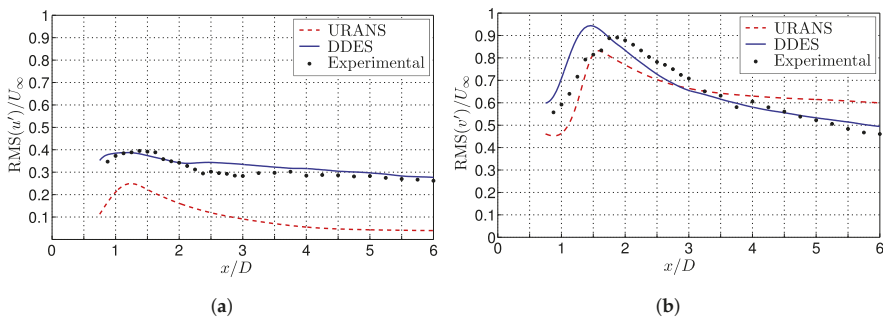 1
0.9
0.8
0.7
0.6
0.5
0.4
0.3
0.2
0.1
RMS(u′)/U∞
0 1 2 3 4 5 6
x/D
URANS
DDES
Experimental
(a)
1
0.9
0.8
0.7
0.6
0.5
0.4
0.3
0.2
0.1
0
RMS(v′)/U∞
0 1 2 3 4 5 6
x/D
URANS
DDES
Experimental
(b)